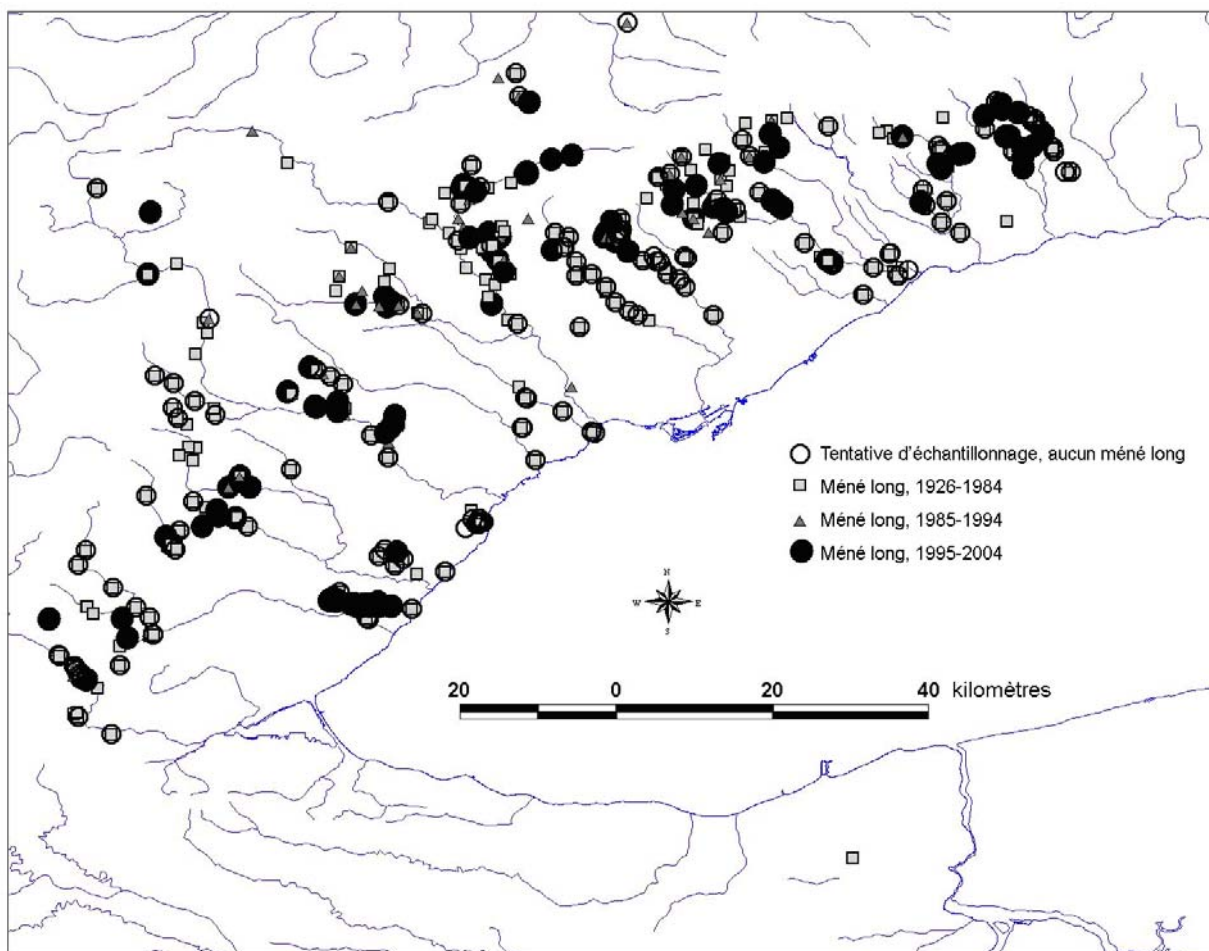 Tentative d'échantillonnage, aucun méné long
Méné long, 1926-1984
Méné long, 1985-1994
Méné long, 1995-2004
N
W E
S
20 0 20 40 kilomètres